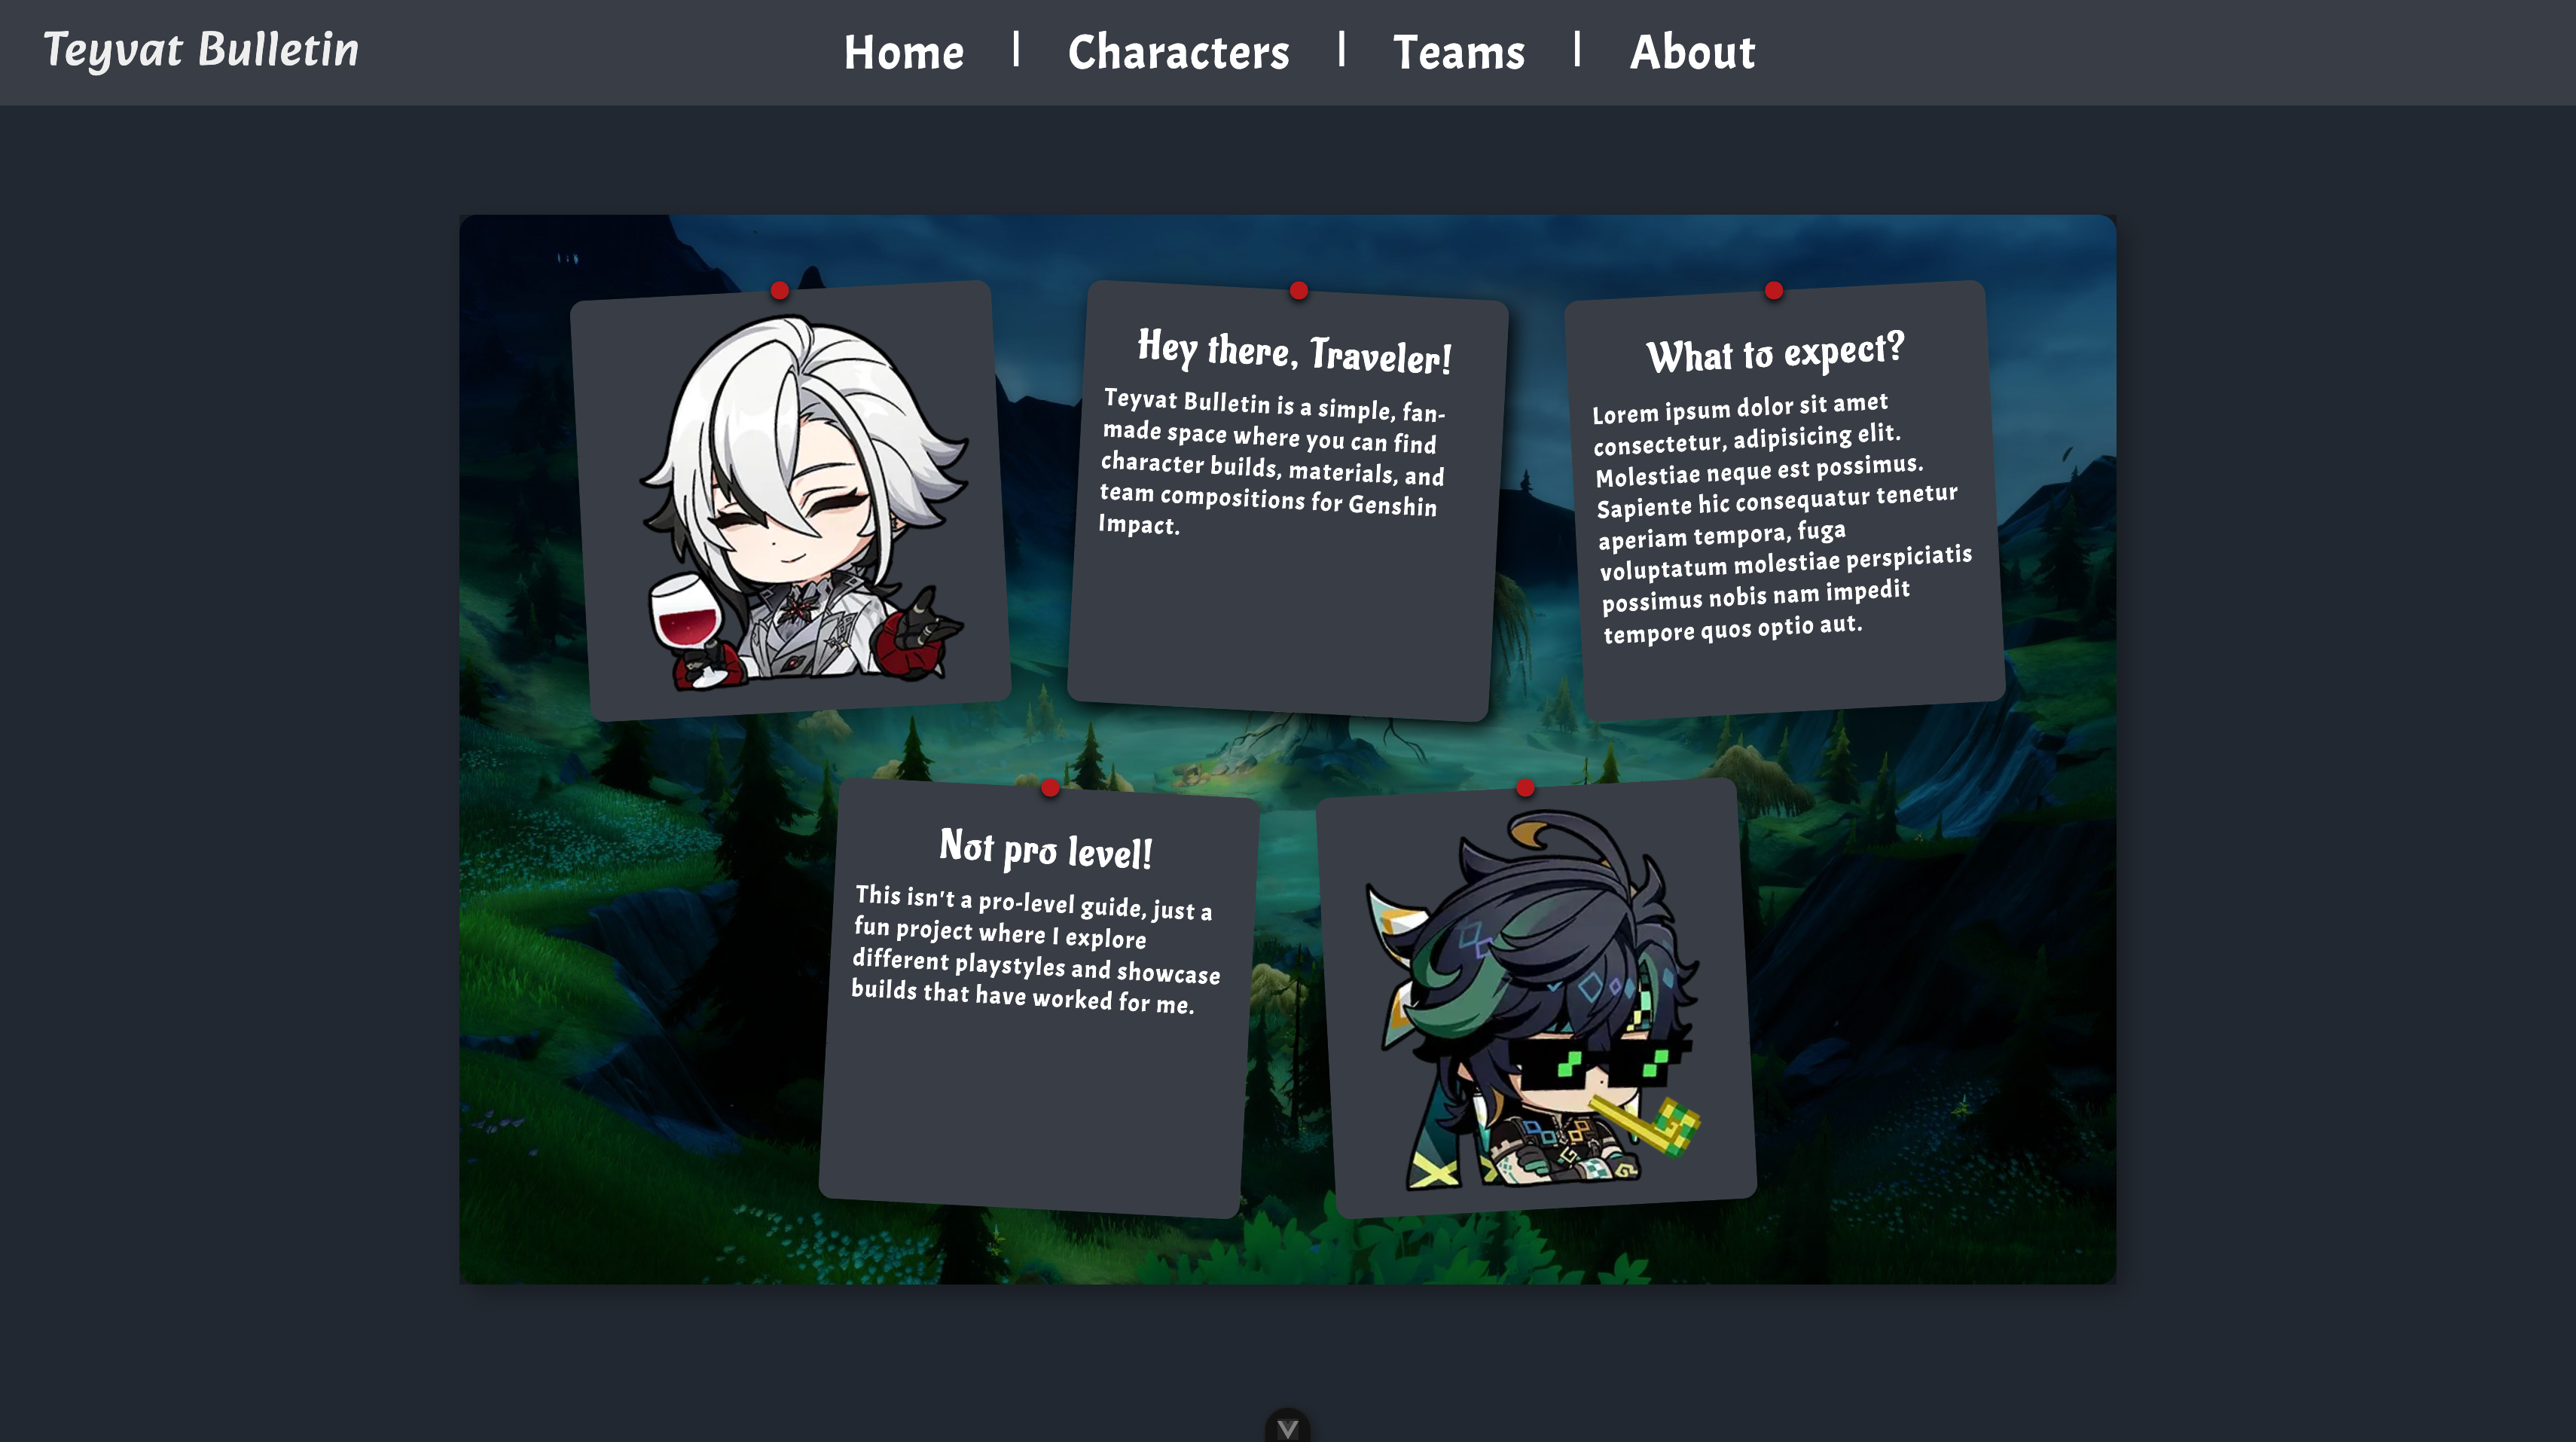 Teyvat Bulletin
Home | Characters | Teams | About
Hey there, Traveler!
Teyvat Bulletin is a simple, fan-
made space where you can find
character builds, materials, and
team compositions for Genshin
Impact.
What to expect?
Lorem ipsum dolor sit amet
consectetur, adipisicing elit.
Molestiae neque est possimus.
Sapiente hic consequatur tenetur
aperiam tempora, fuga
voluptatum molestiae perspiciatis
possimus nobis nam impedit
tempore quos optio aut.
Not pro level!
This isn't a pro-level guide, just a
fun project where I explore
different playstyles and showcase
builds that have worked for me.